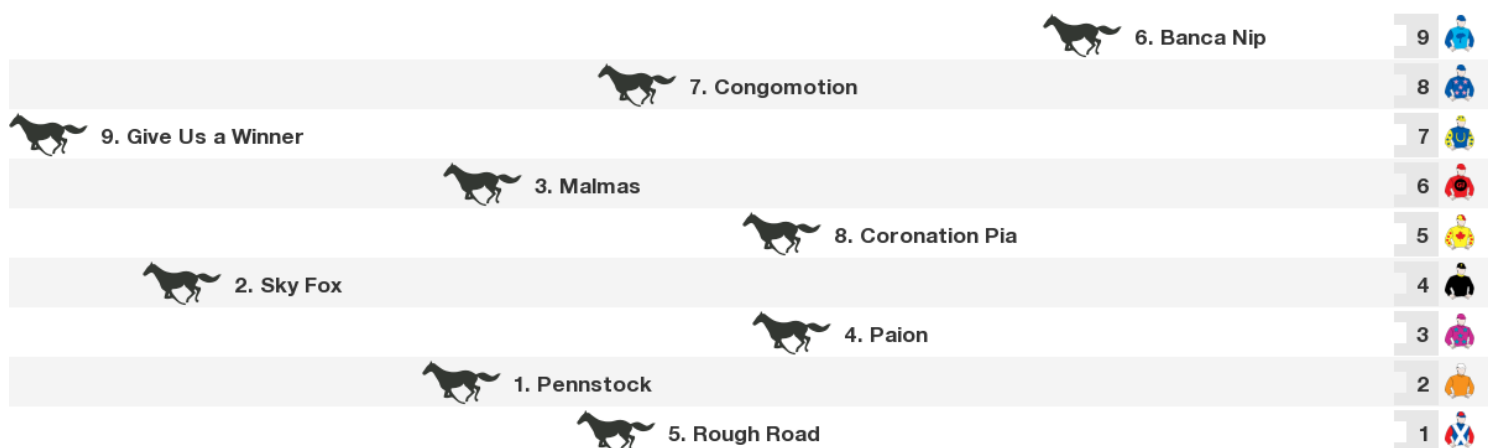 6. Banca Nip 9
7. Congomotion 8
9. Give Us a Winner 7
3. Malmas 6
8. Coronation Pia 5
2. Sky Fox 4
4. Paion 3
1. Pennstock 2
5. Rough Road 1